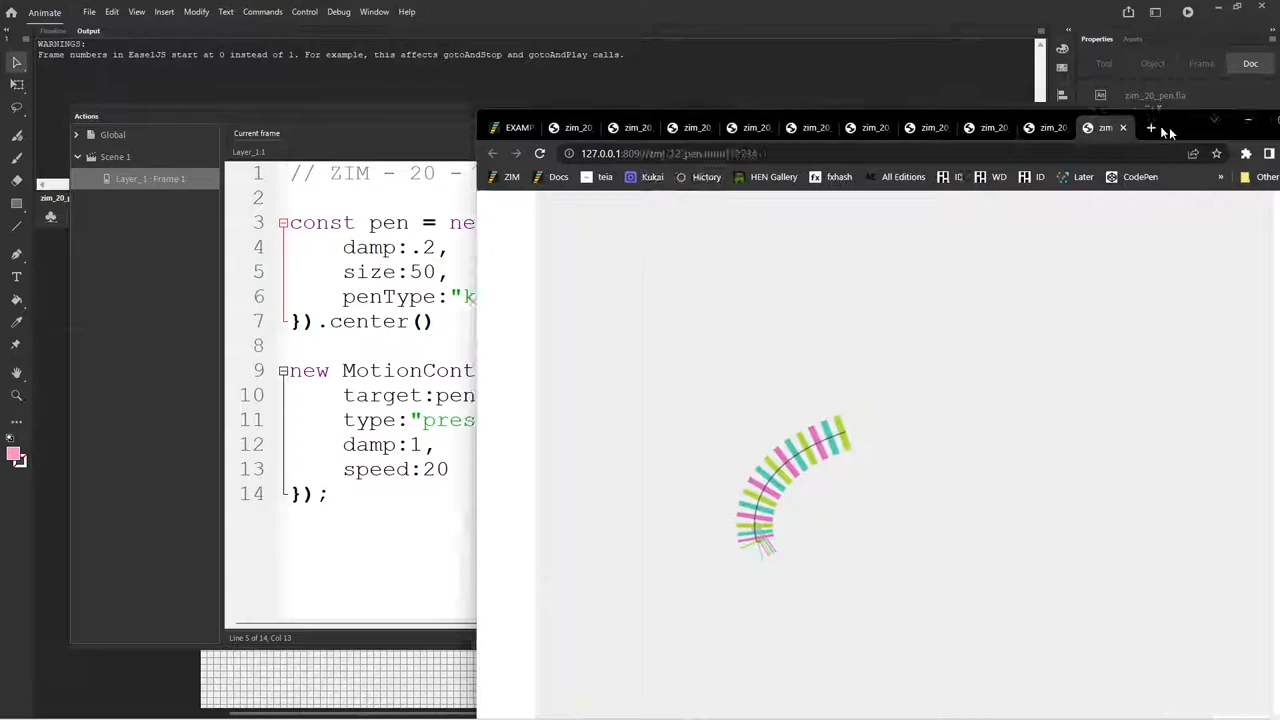 Animate
File Edit View Insert Modify Text Commands Control Debug Window Help
Timeline Output
WARNINGS:
Frame numbers in EaselJS start at 0 instead of 1. For example, this affects gotoAndStop and gotoAndPlay calls.
Properties Assets
Tool Object Frame Doc
zim_20_pen.fla
Actions
Global
Scene 1
Layer_1 : Frame 1
Current frame
Layer_1:1
EXAMP zim_20 zim_20 zim_20 zim_20 zim_20 zim_20 zim_20 zim_20 zim_20 zim
ZIM Docs teia Kukai Hictory HEN Gallery fxhash All Editions ID WD ID Later CodePen » Other
zim_20_p
1 // ZIM - 20 -
2
3 const pen = ne
4 damp:.2,
5 size:50,
6 penType:"k
7 }).center()
8
9 new MotionCont
10 target:pen
11 type:"pres
12 damp:1,
13 speed:20
14 });
Line 5 of 14, Col 13